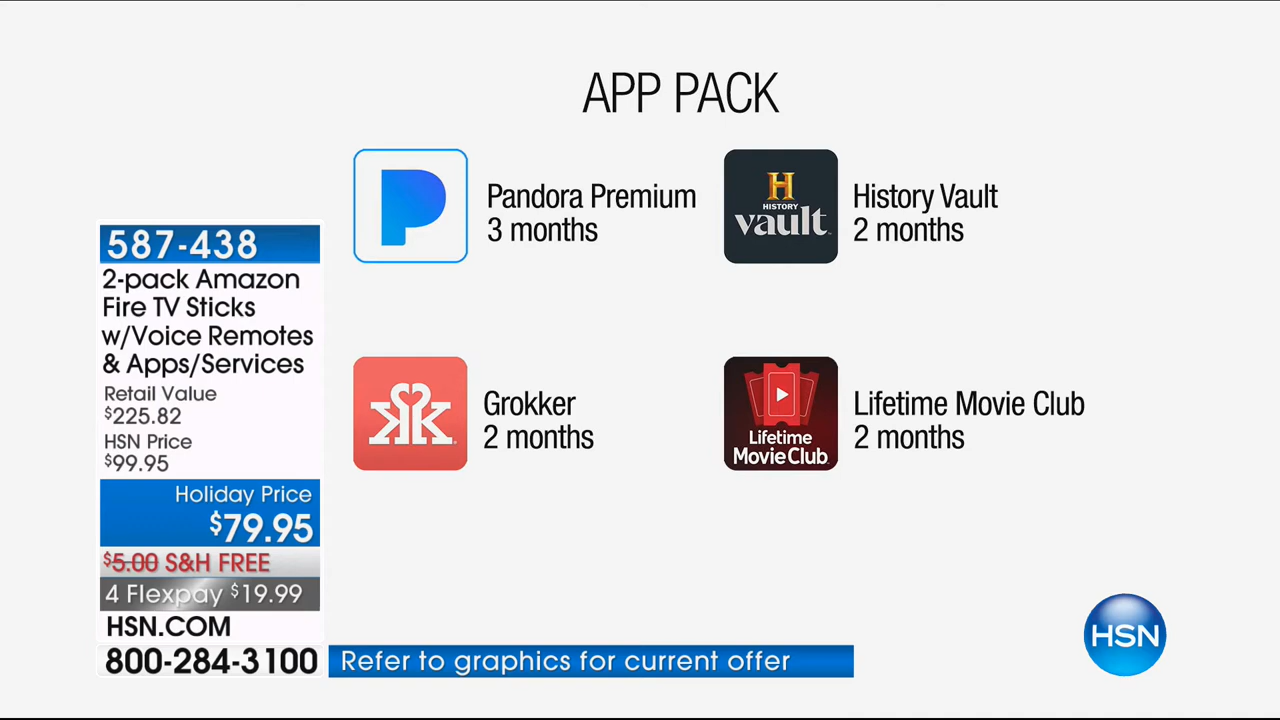 APP PACK
Pandora Premium
3 months
H
HISTORY
vault
History Vault
2 months
Grokker
2 months
Lifetime
Movie Club
Lifetime Movie Club
2 months
587-438
2-pack Amazon
Fire TV Sticks
w/Voice Remotes
& Apps/Services
Retail Value
$225.82
HSN Price
$99.95
Holiday Price
$79.95
$5.00 S&H FREE
4 Flexpay $19.99
HSN.COM
800-284-3100
Refer to graphics for current offer
HSN